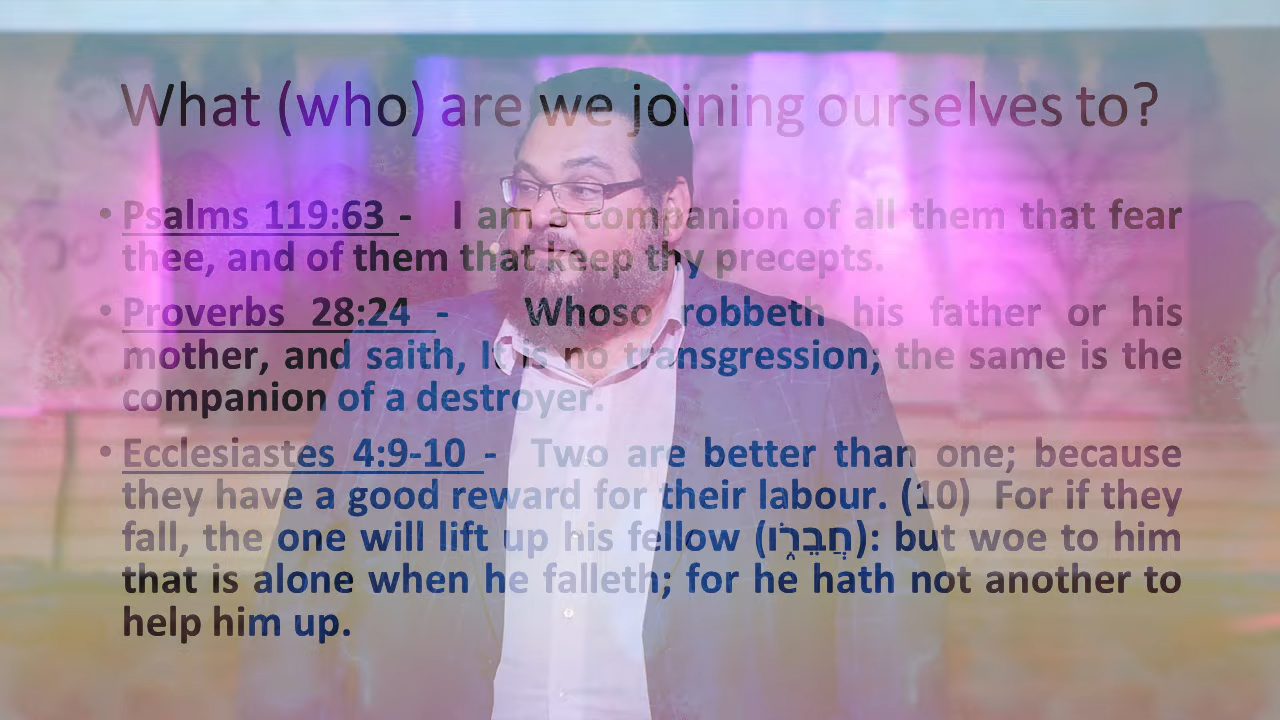 What (who) are we joining ourselves to?
• Psalms 119:63 - I am a companion of all them that fear
thee, and of them that keep thy precepts.
• Proverbs 28:24 - Whoso robbeth his father or his
mother, and saith, It is no transgression; the same is the
companion of a destroyer.
• Ecclesiastes 4:9-10 - Two are better than one; because
they have a good reward for their labour. (10) For if they
fall, the one will lift up his fellow (חֲבֵר֑וֹ): but woe to him
that is alone when he falleth; for he hath not another to
help him up.